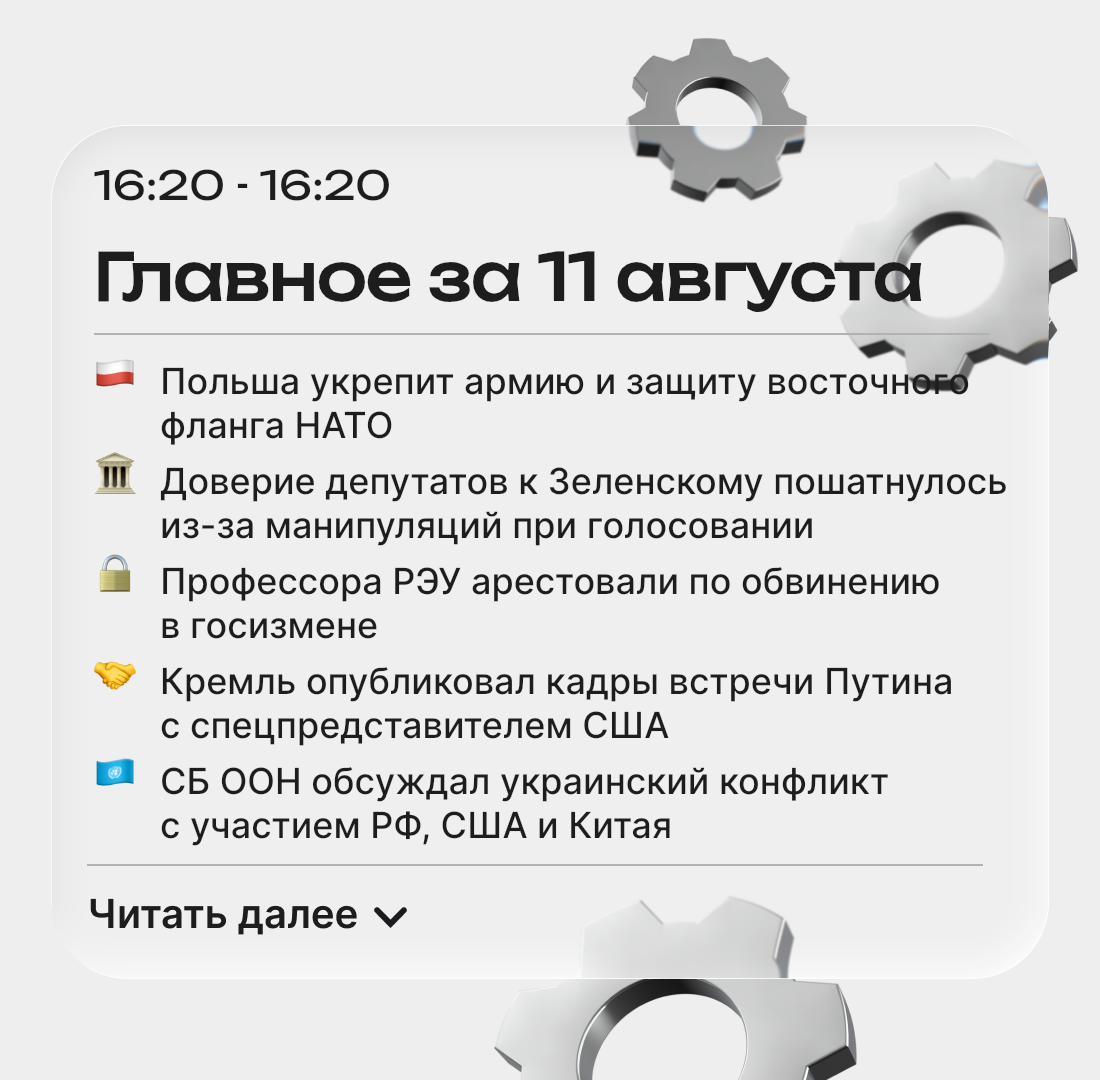 16:20 - 16:20
Главное за 11 августа
Польша укрепит армию и защиту восточного
фланга НАТО
Доверие депутатов к Зеленскому пошатнулось
из-за манипуляций при голосовании
Профессора РЭУ арестовали по обвинению
в госизмене
Кремль опубликовал кадры встречи Путина
с спецпредставителем США
СБ ООН обсуждал украинский конфликт
с участием РФ, США и Китая
Читать далее